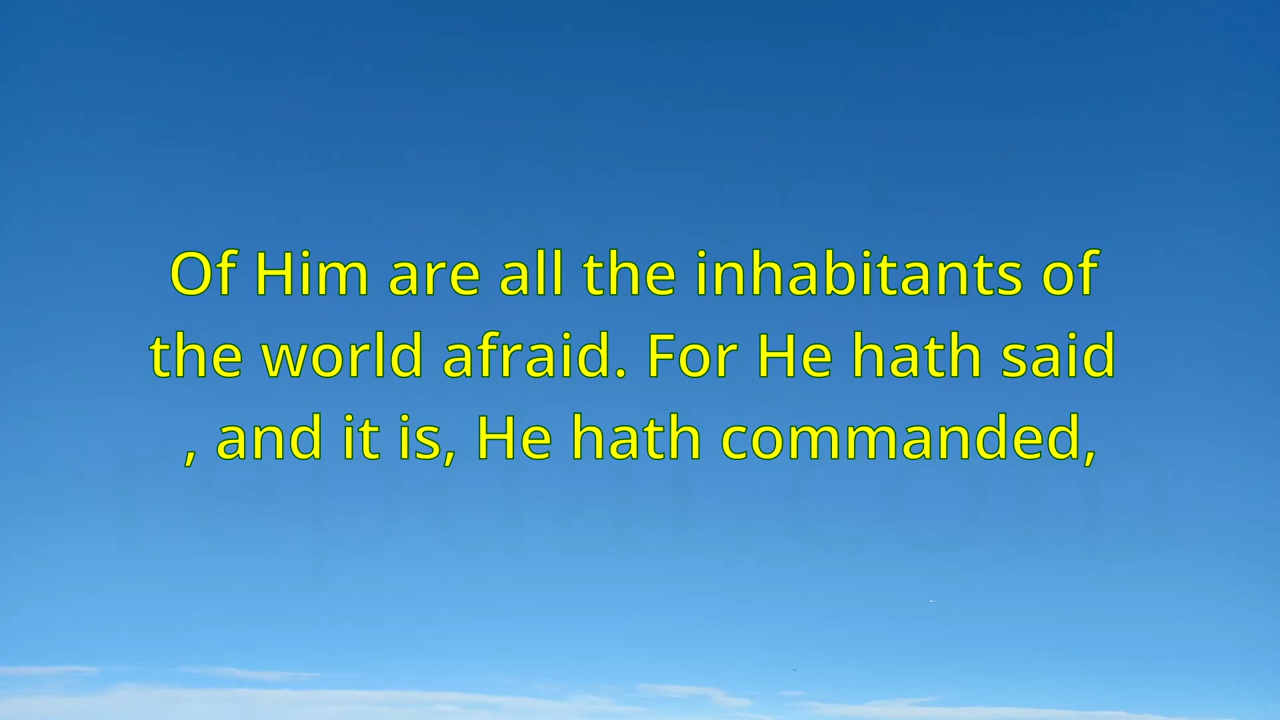 Of Him are all the inhabitants of
the world afraid. For He hath said
, and it is, He hath commanded,